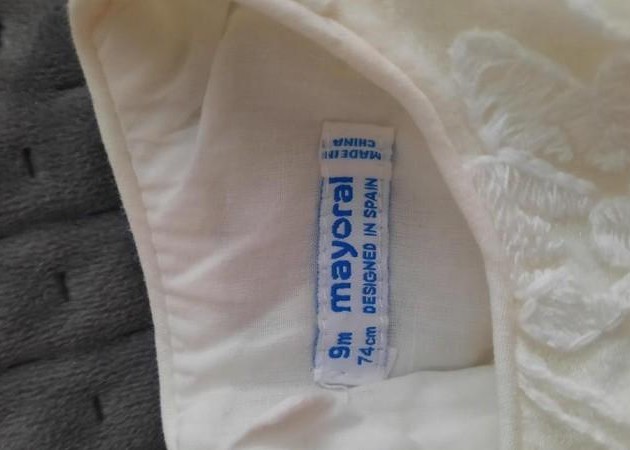 MADE IN
CHINA
mayoral
DESIGNED IN SPAIN
9m
74cm